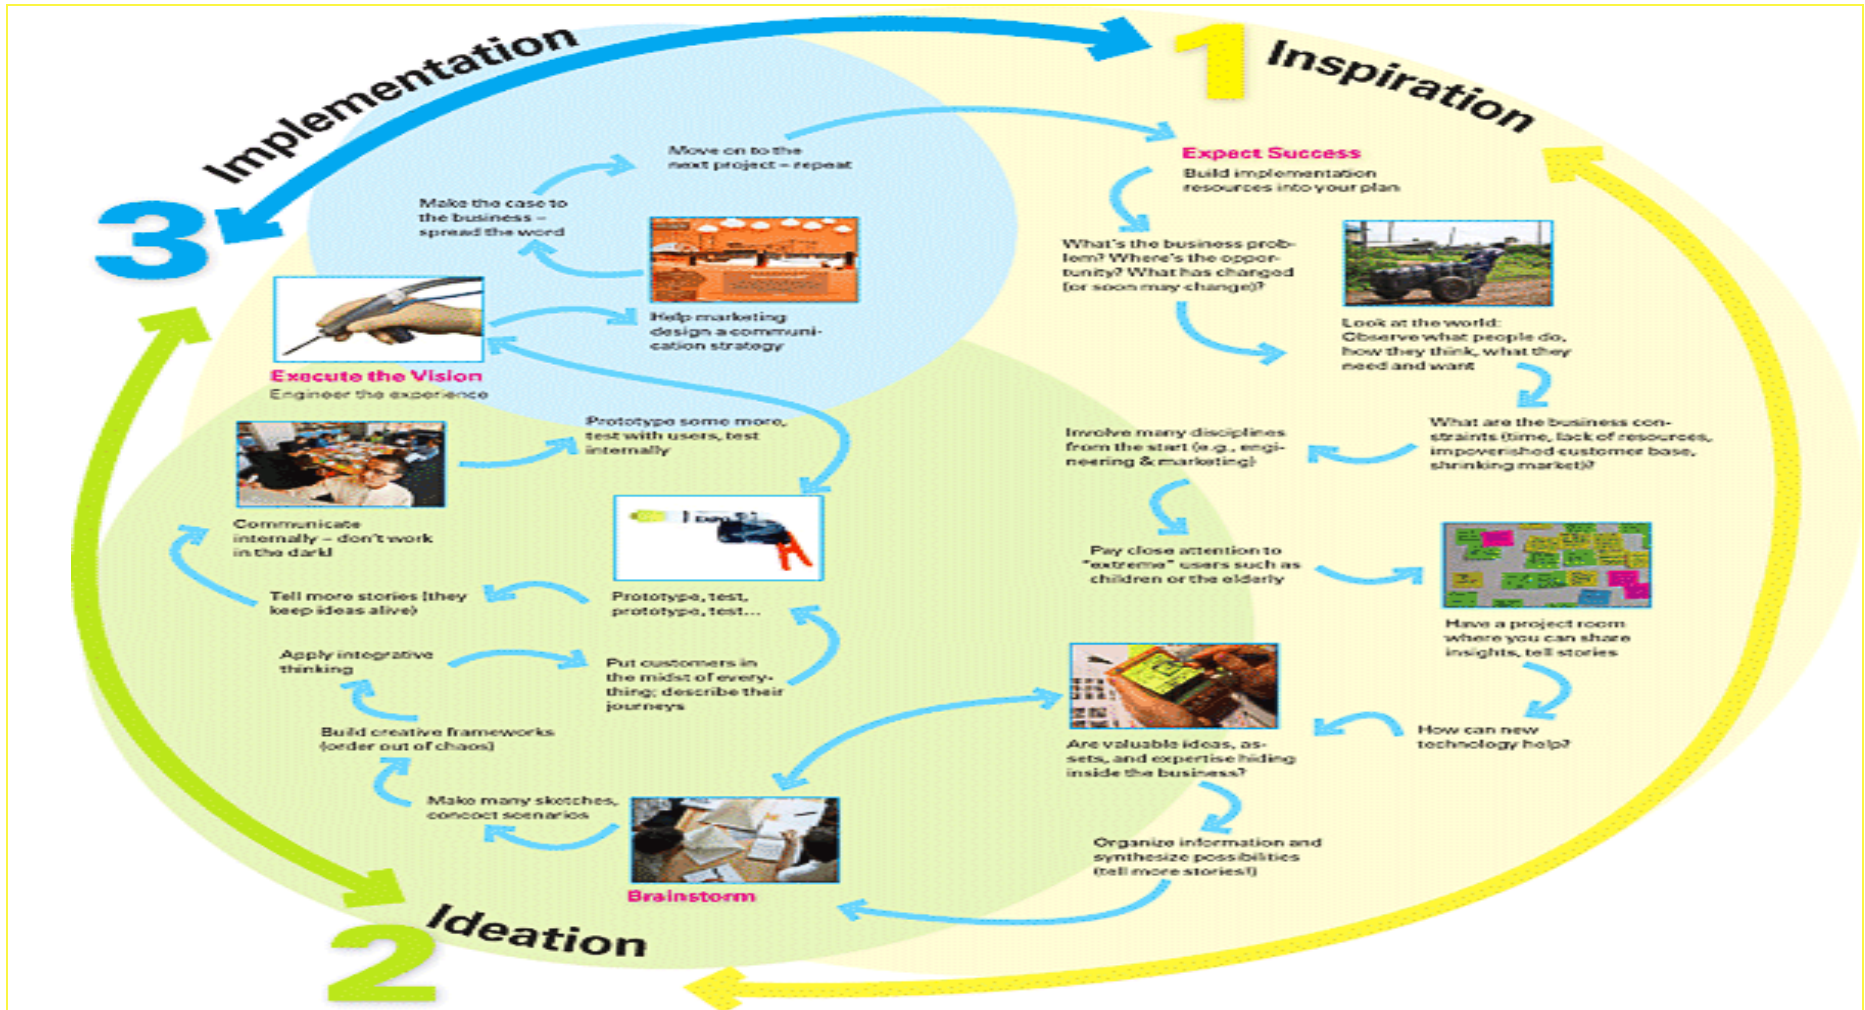 1
Inspiration
Expect Success
Build implementation
resources into your plan
What's the business prob-
lem? Where's the oppor-
tunity? What has changed
(or soon may change)?
Look at the world:
Observe what people do,
how they think, what they
need and want
What are the business con-
straints (time, lack of resources,
impoverished customer base,
shrinking market)?
Involve many disciplines
from the start (e.g., engi-
neering & marketing)
Pay close attention to
"extreme" users such as
children or the elderly
Have a project room
where you can share
insights, tell stories
How can new
technology help?
Are valuable ideas, as-
sets, and expertise hiding
inside the business?
Organize information and
synthesize possibilities
(tell more stories!)
2
Ideation
Brainstorm
Make many sketches,
concoct scenarios
Build creative frameworks
(order out of chaos)
Apply integrative
thinking
Put customers in
the midst of every-
thing; describe their
journeys
Prototype, test,
prototype, test...
EXPO
Tell more stories (they
keep ideas alive)
Communicate
internally – don't work
in the dark!
Prototype some more,
test with users, test
internally
3
Implementation
Execute the Vision
Engineer the experience
Help marketing
design a communi-
cation strategy
Make the case to
the business –
spread the word
Move on to the
next project – repeat